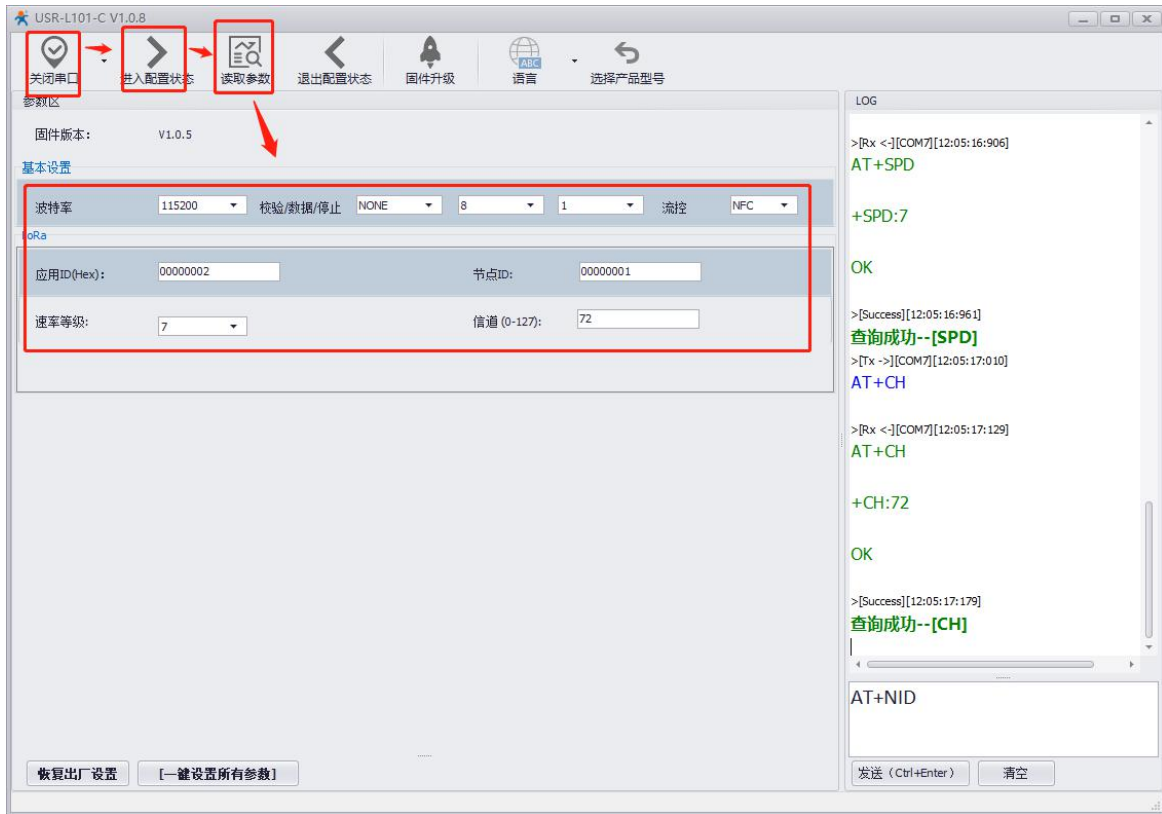 USR-L101-C V1.0.8
关闭串口 进入配置状态 读取参数 退出配置状态 固件升级 ABC 语言 选择产品型号
参数区
固件版本: V1.0.5
基本设置
波特率 115200 校验/数据/停止 NONE 8 1 流控 NFC
LoRa
应用ID(Hex): 00000002 节点ID: 00000001
速率等级: 7 信道 (0-127): 72
恢复出厂设置 [一键设置所有参数]
LOG
>[Rx <-][COM7][12:05:16:906]
AT+SPD
+SPD:7
OK
>[Success][12:05:16:961]
查询成功--[SPD]
>[Tx ->][COM7][12:05:17:010]
AT+CH
>[Rx <-][COM7][12:05:17:129]
AT+CH
+CH:72
OK
>[Success][12:05:17:179]
查询成功--[CH]
AT+NID
发送（Ctrl+Enter） 清空